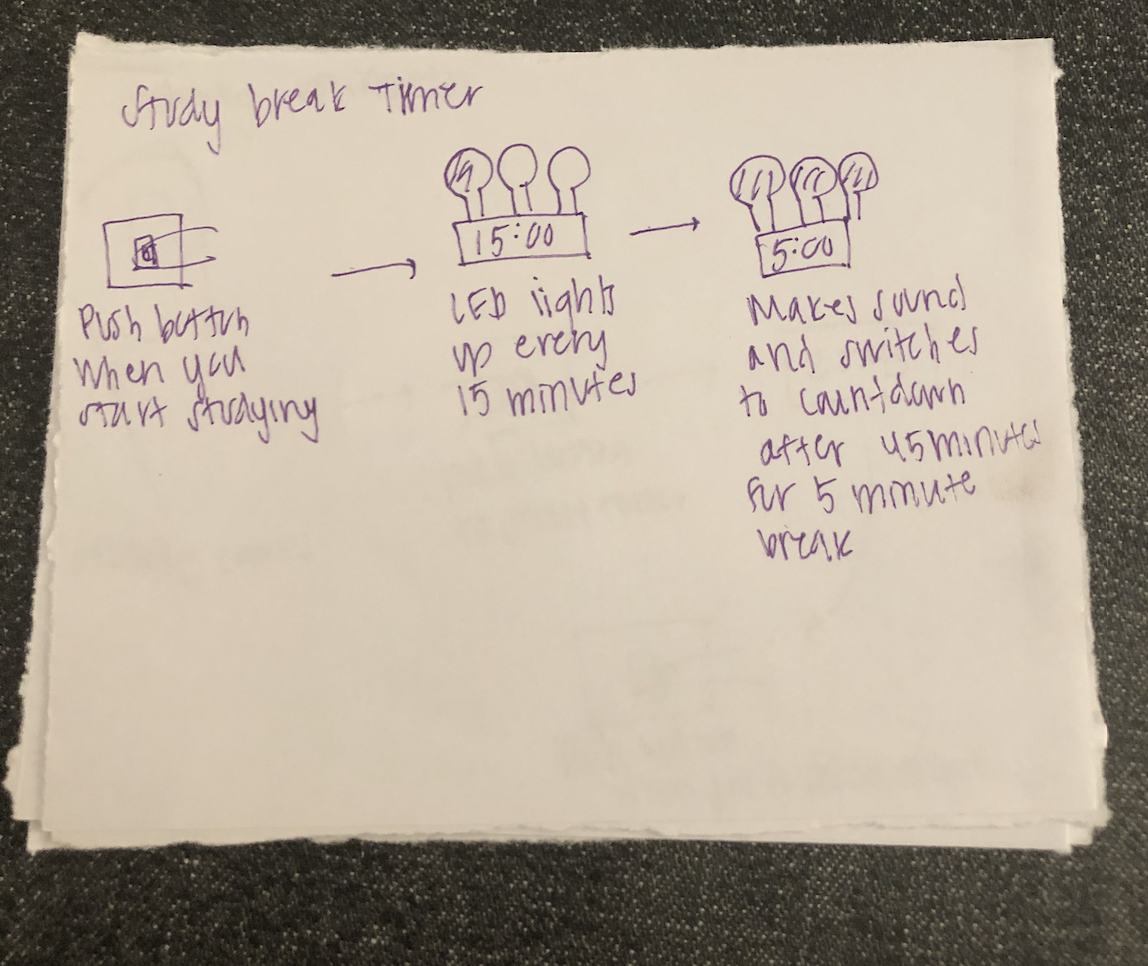 Study break Timer
Push button
When you
start studying
15:00
LED lights
up every
15 minutes
5:00
Makes sound
and switches
to countdown
after 45 minutes
for 5 minute
break